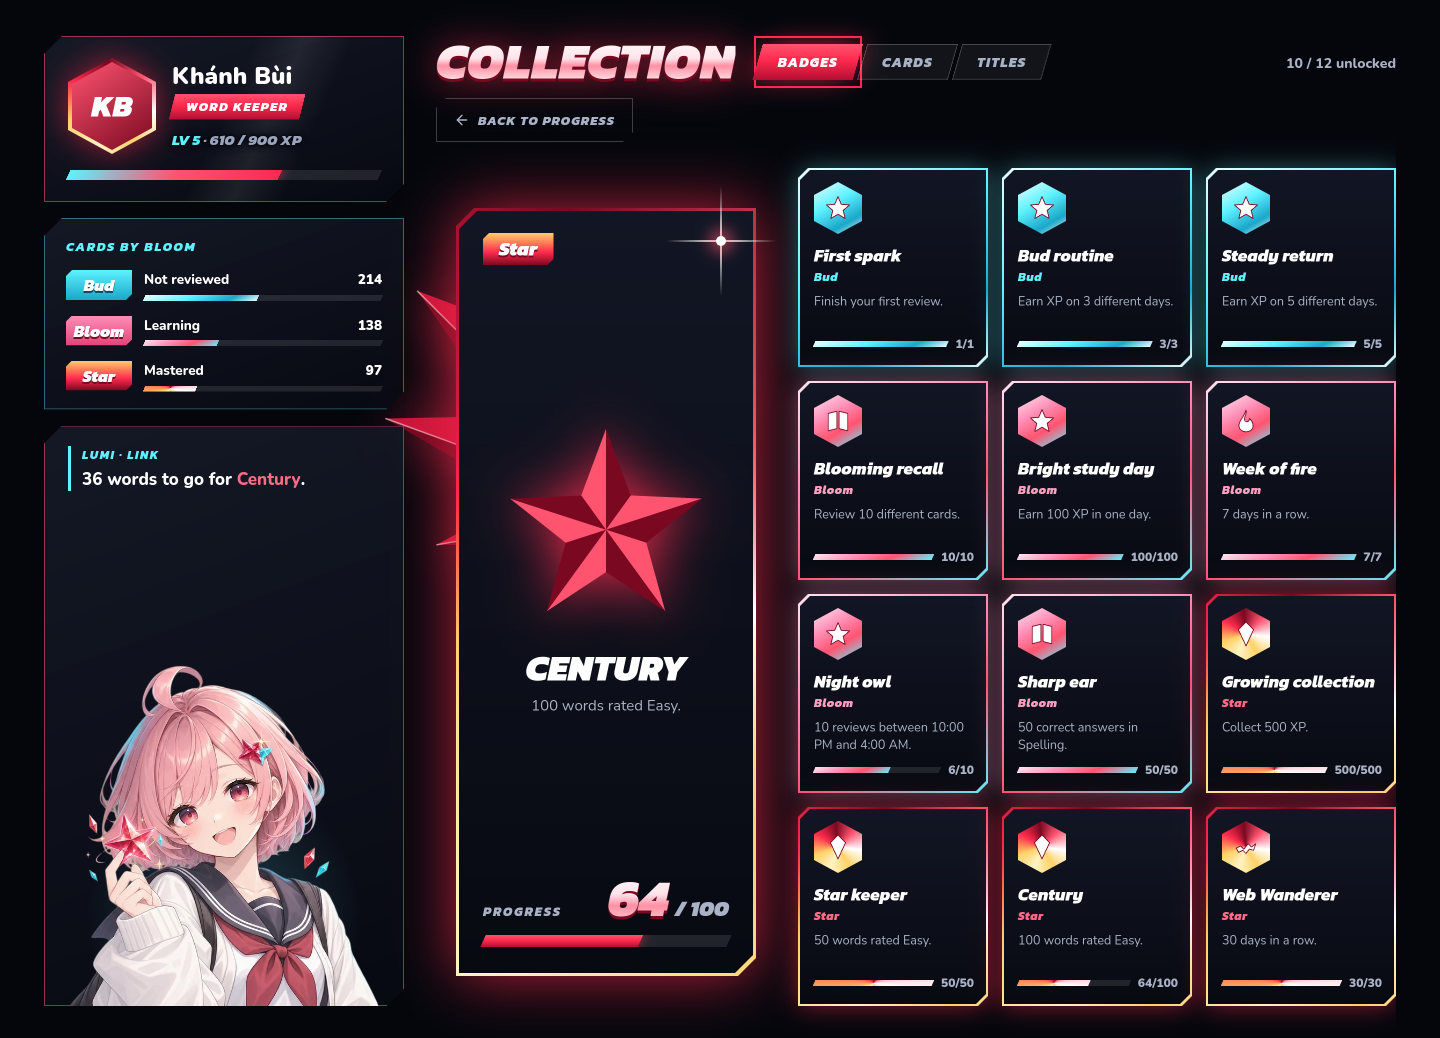 KB
Khánh Bùi
WORD KEEPER
LV 5 · 610 / 900 XP
CARDS BY BLOOM
Bud
Not reviewed
214
Bloom
Learning
138
Star
Mastered
97
LUMI · LINK
36 words to go for Century.
COLLECTION
BADGES
CARDS
TITLES
10 / 12 unlocked
← BACK TO PROGRESS
Star
CENTURY
100 words rated Easy.
PROGRESS
64 / 100
First spark
Bud
Finish your first review.
1/1
Bud routine
Bud
Earn XP on 3 different days.
3/3
Steady return
Bud
Earn XP on 5 different days.
5/5
Blooming recall
Bloom
Review 10 different cards.
10/10
Bright study day
Bloom
Earn 100 XP in one day.
100/100
Week of fire
Bloom
7 days in a row.
7/7
Night owl
Bloom
10 reviews between 10:00
PM and 4:00 AM.
6/10
Sharp ear
Bloom
50 correct answers in
Spelling.
50/50
Growing collection
Star
Collect 500 XP.
500/500
Star keeper
Star
50 words rated Easy.
50/50
Century
Star
100 words rated Easy.
64/100
Web Wanderer
Star
30 days in a row.
30/30